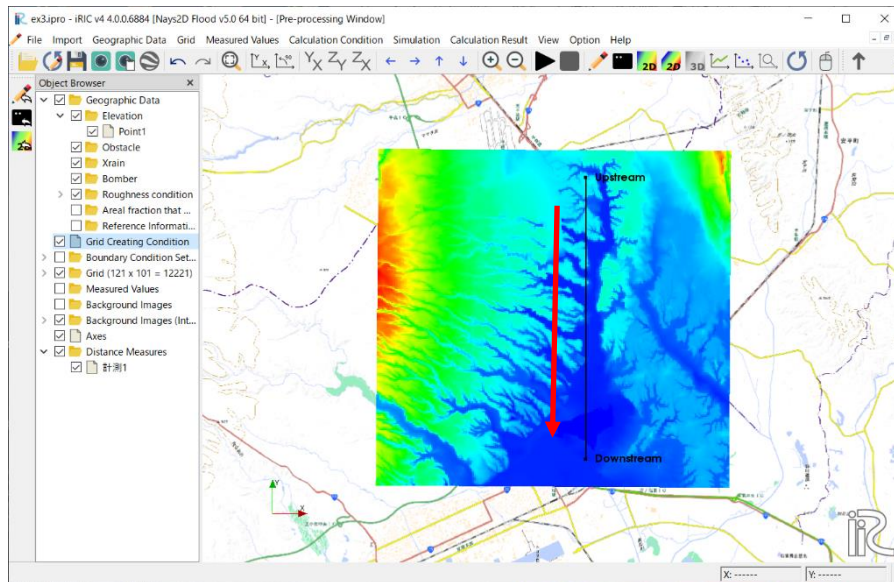 ex3.ipro - iRIC v4 4.0.0.6884 [Nays2D Flood v5.0 64 bit] - [Pre-processing Window]
File Import Geographic Data Grid Measured Values Calculation Condition Simulation Calculation Result View Option Help
Object Browser
Geographic Data
Elevation
Point1
Obstacle
Xrain
Bomber
Roughness condition
Areal fraction that ...
Reference Informati...
Grid Creating Condition
Boundary Condition Set...
Grid (121 x 101 = 12221)
Measured Values
Background Images
Background Images (Int...
Axes
Distance Measures
計測1
Upstream
Downstream
安平町
Y
X
iRIC
X: ------ Y: ------